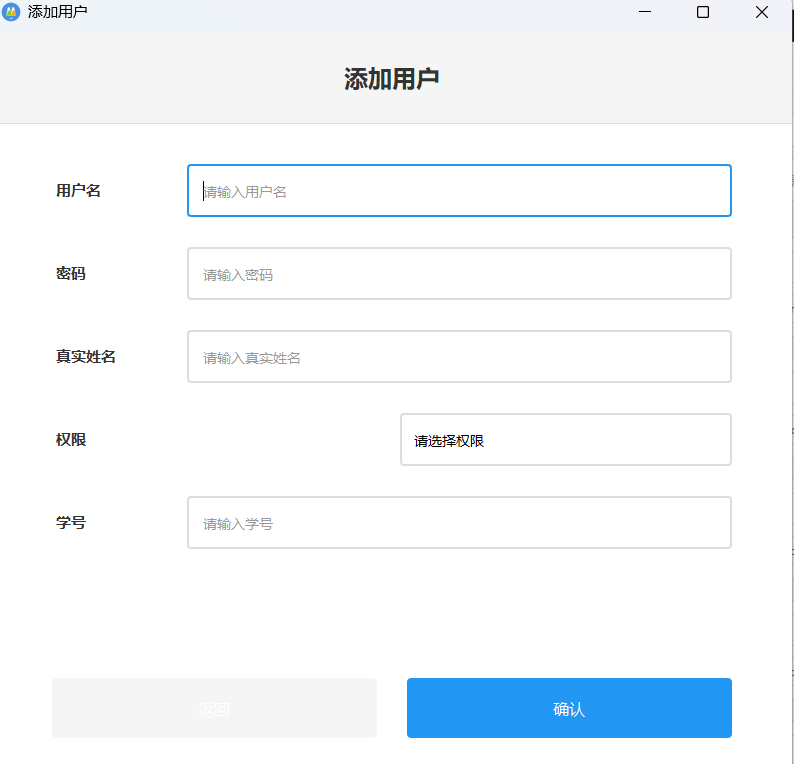 添加用户
添加用户
用户名
请输入用户名
密码
请输入密码
真实姓名
请输入真实姓名
权限
请选择权限
学号
请输入学号
返回
确认